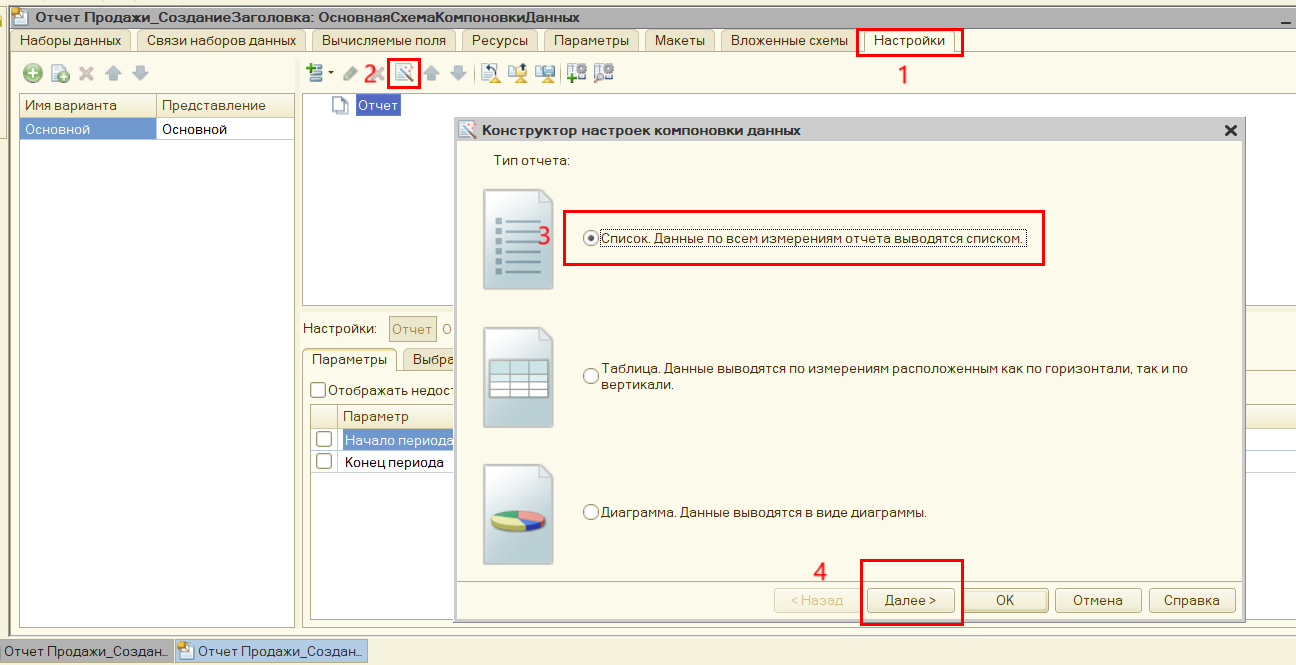 Отчет Продажи_СозданиеЗаголовка: ОсновнаяСхемаКомпоновкиДанных
Наборы данных
Связи наборов данных
Вычисляемые поля
Ресурсы
Параметры
Макеты
Вложенные схемы
Настройки
1
2
Имя варианта
Представление
Основной
Основной
Отчет
Конструктор настроек компоновки данных
Тип отчета:
3
Список. Данные по всем измерениям отчета выводятся списком.
Таблица. Данные выводятся по измерениям расположенным как по горизонтали, так и по
вертикали.
Диаграмма. Данные выводятся в виде диаграммы.
4
< Назад
Далее >
OK
Отмена
Справка
Настройки:
Отчет
О
Параметры
Выбра
Отображать недост
Параметр
Начало периода
Конец периода
Отчет Продажи_Создан...
Отчет Продажи_Создан...